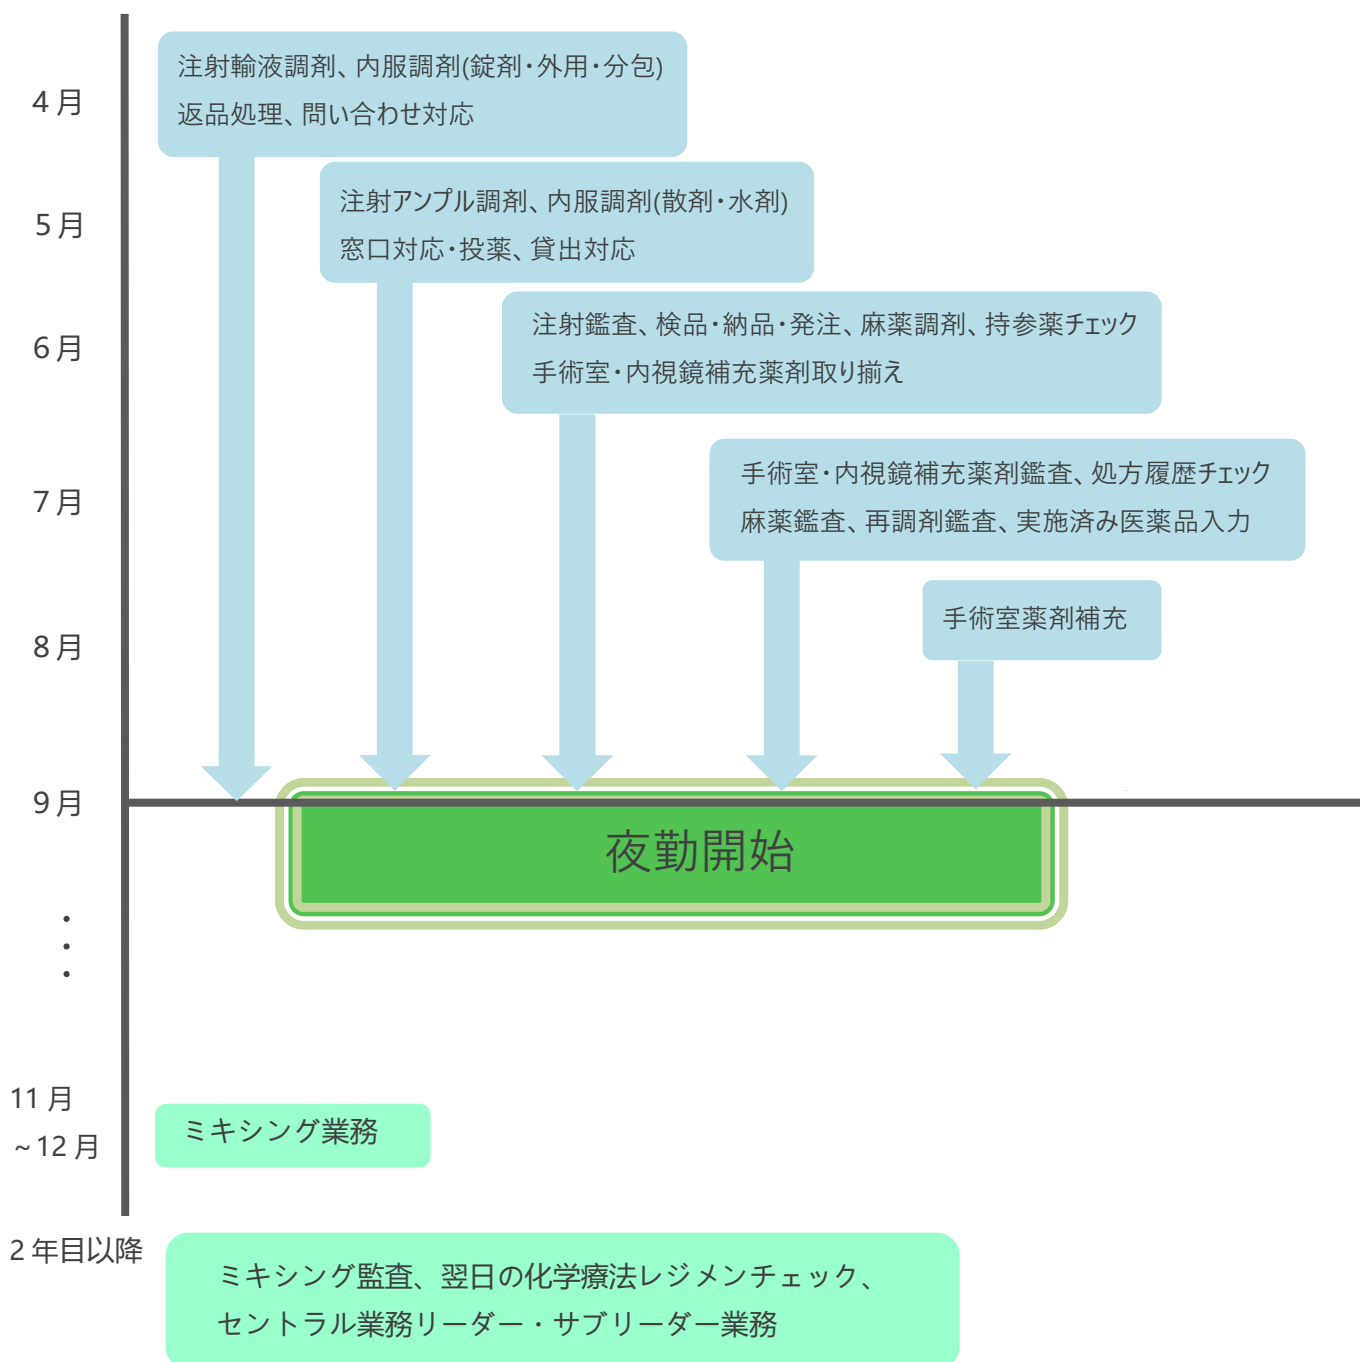 4月
注射輸液調剤、内服調剤(錠剤・外用・分包)
返品処理、問い合わせ対応
5月
注射アンプル調剤、内服調剤(散剤・水剤)
窓口対応・投薬、貸出対応
6月
注射鑑査、検品・納品・発注、麻薬調剤、持参薬チェック
手術室・内視鏡補充薬剤取り揃え
7月
手術室・内視鏡補充薬剤鑑査、処方履歴チェック
麻薬鑑査、再調剤鑑査、実施済み医薬品入力
8月
手術室薬剤補充
9月
夜勤開始
・
・
・
11月
~12月
ミキシング業務
2年目以降
ミキシング監査、翌日の化学療法レジメンチェック、
セントラル業務リーダー・サブリーダー業務